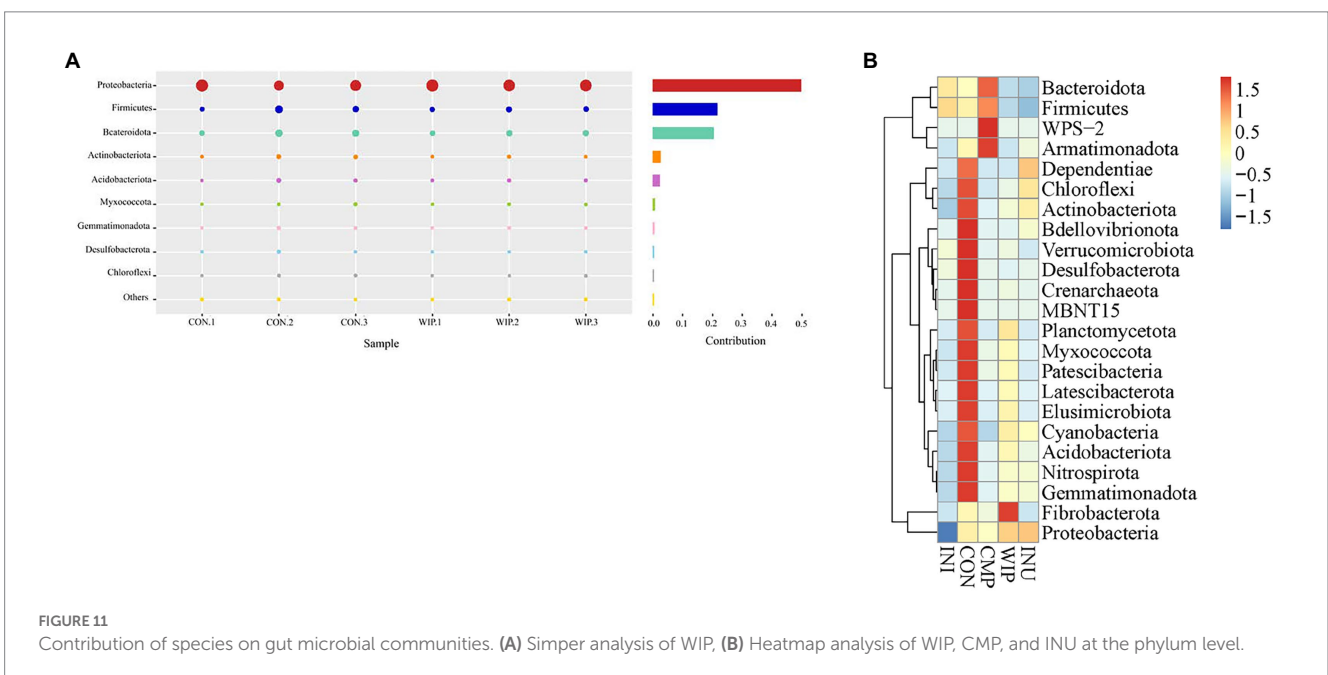 A
Proteobacteria
Firmicutes
Bcateroidota
Actinobacteriota
Acidobacteriota
Myxococcota
Gemmatimonadota
Desulfobacterota
Chloroflexi
Others
CON.1 CON.2 CON.3 WIP.1 WIP.2 WIP.3
Sample
0.0 0.1 0.2 0.3 0.4 0.5
Contribution
B
Bacteroidota
Firmicutes
WPS−2
Armatimonadota
Dependentiae
Chloroflexi
Actinobacteriota
Bdellovibrionota
Verrucomicrobiota
Desulfobacterota
Crenarchaeota
MBNT15
Planctomycetota
Myxococcota
Patescibacteria
Latescibacterota
Elusimicrobiota
Cyanobacteria
Acidobacteriota
Nitrospirota
Gemmatimonadota
Fibrobacterota
Proteobacteria
INI CON CMP WIP INU
1.5
1
0.5
0
−0.5
−1
−1.5
FIGURE 11
Contribution of species on gut microbial communities. (A) Simper analysis of WIP, (B) Heatmap analysis of WIP, CMP, and INU at the phylum level.